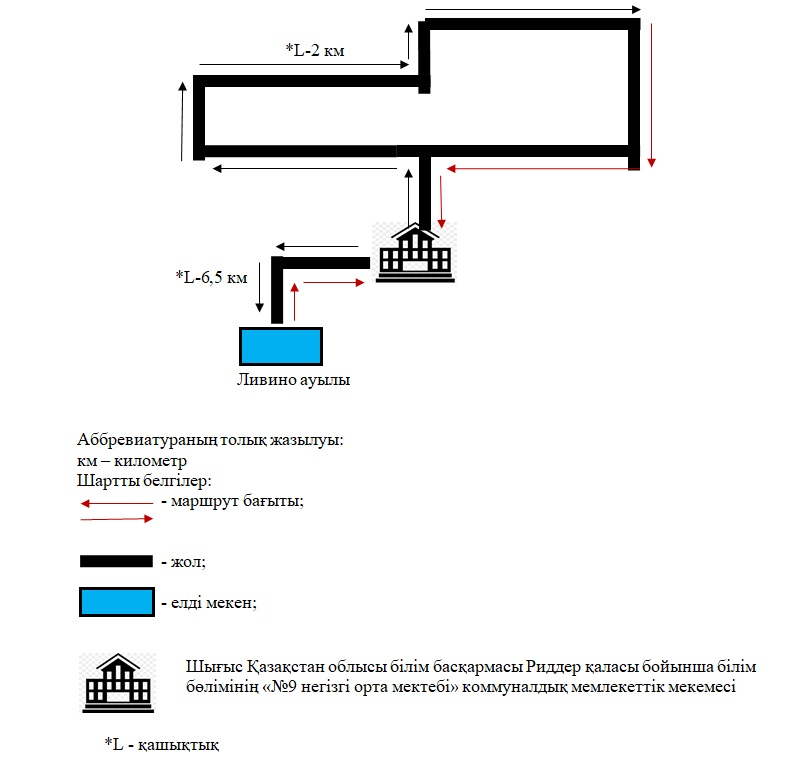 *L-2 км
*L-6,5 км
Ливино ауылы
Аббревиатураның толық жазылуы:
км – километр
Шартты белгілер:
- маршрут бағыты;
- жол;
- елді мекен;
Шығыс Қазақстан облысы білім басқармасы Риддер қаласы бойынша білім
бөлімінің «№9 негізгі орта мектебі» коммуналдық мемлекеттік мекемесі
*L - қашықтық